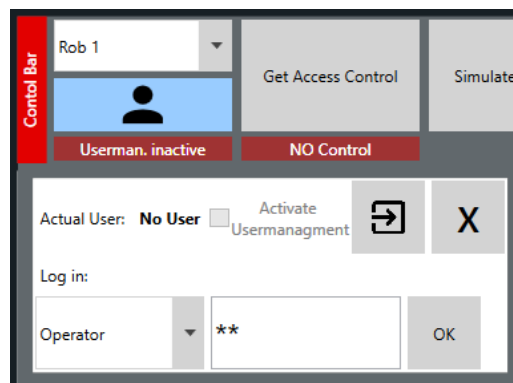 Contol Bar
Rob 1
Get Access Control
Simulate
Userman. inactive
NO Control
Actual User: No User
Activate
Usermanagment
X
Log in:
Operator
**
OK